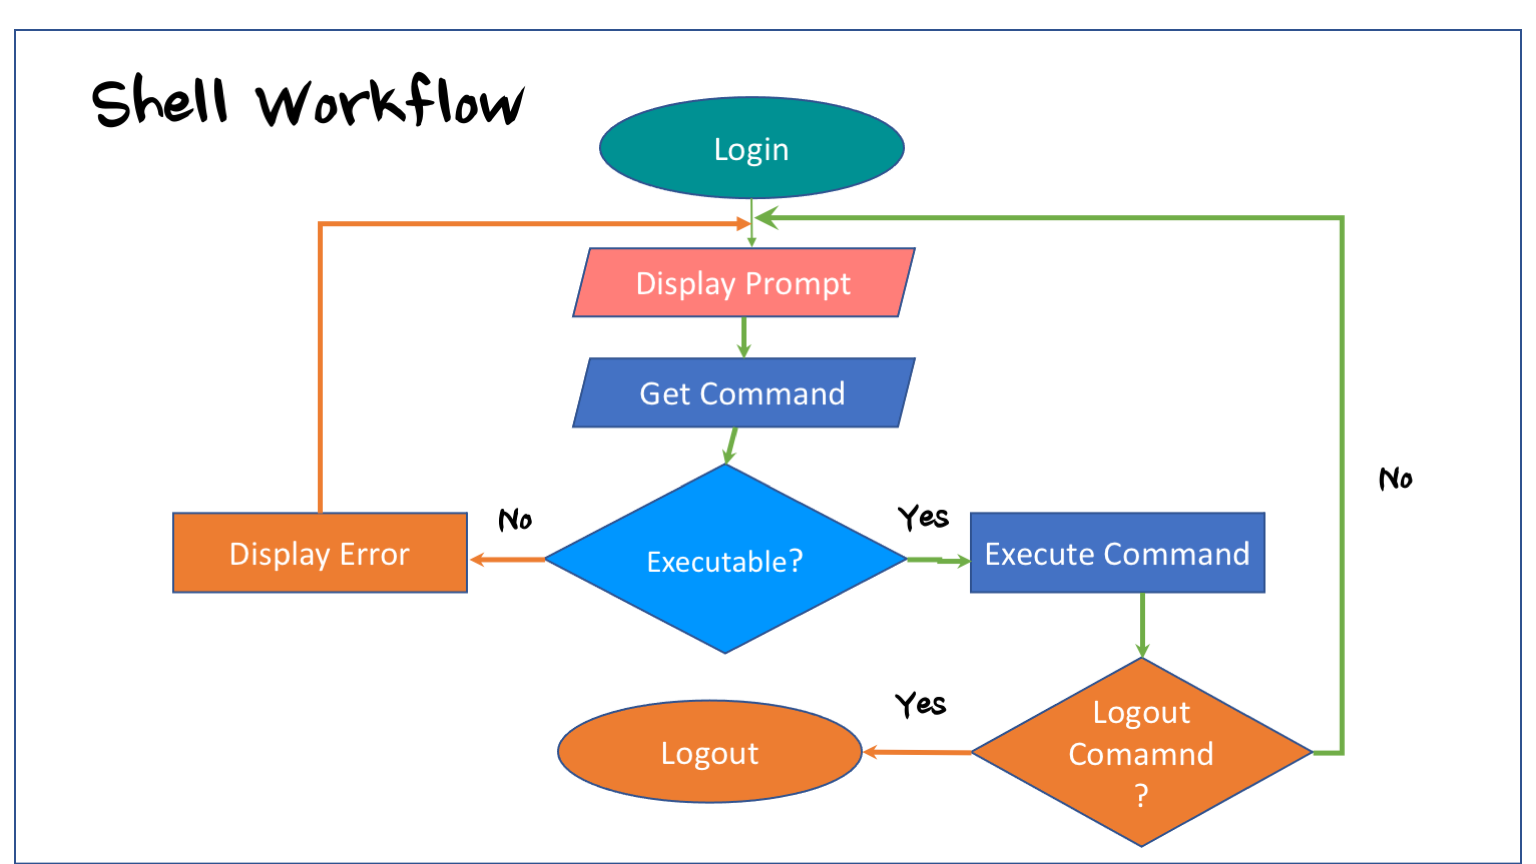 Shell Workflow
Login
Display Prompt
Get Command
No
Yes
No
Display Error
Executable?
Execute Command
Yes
Logout
Logout
Comamnd
?